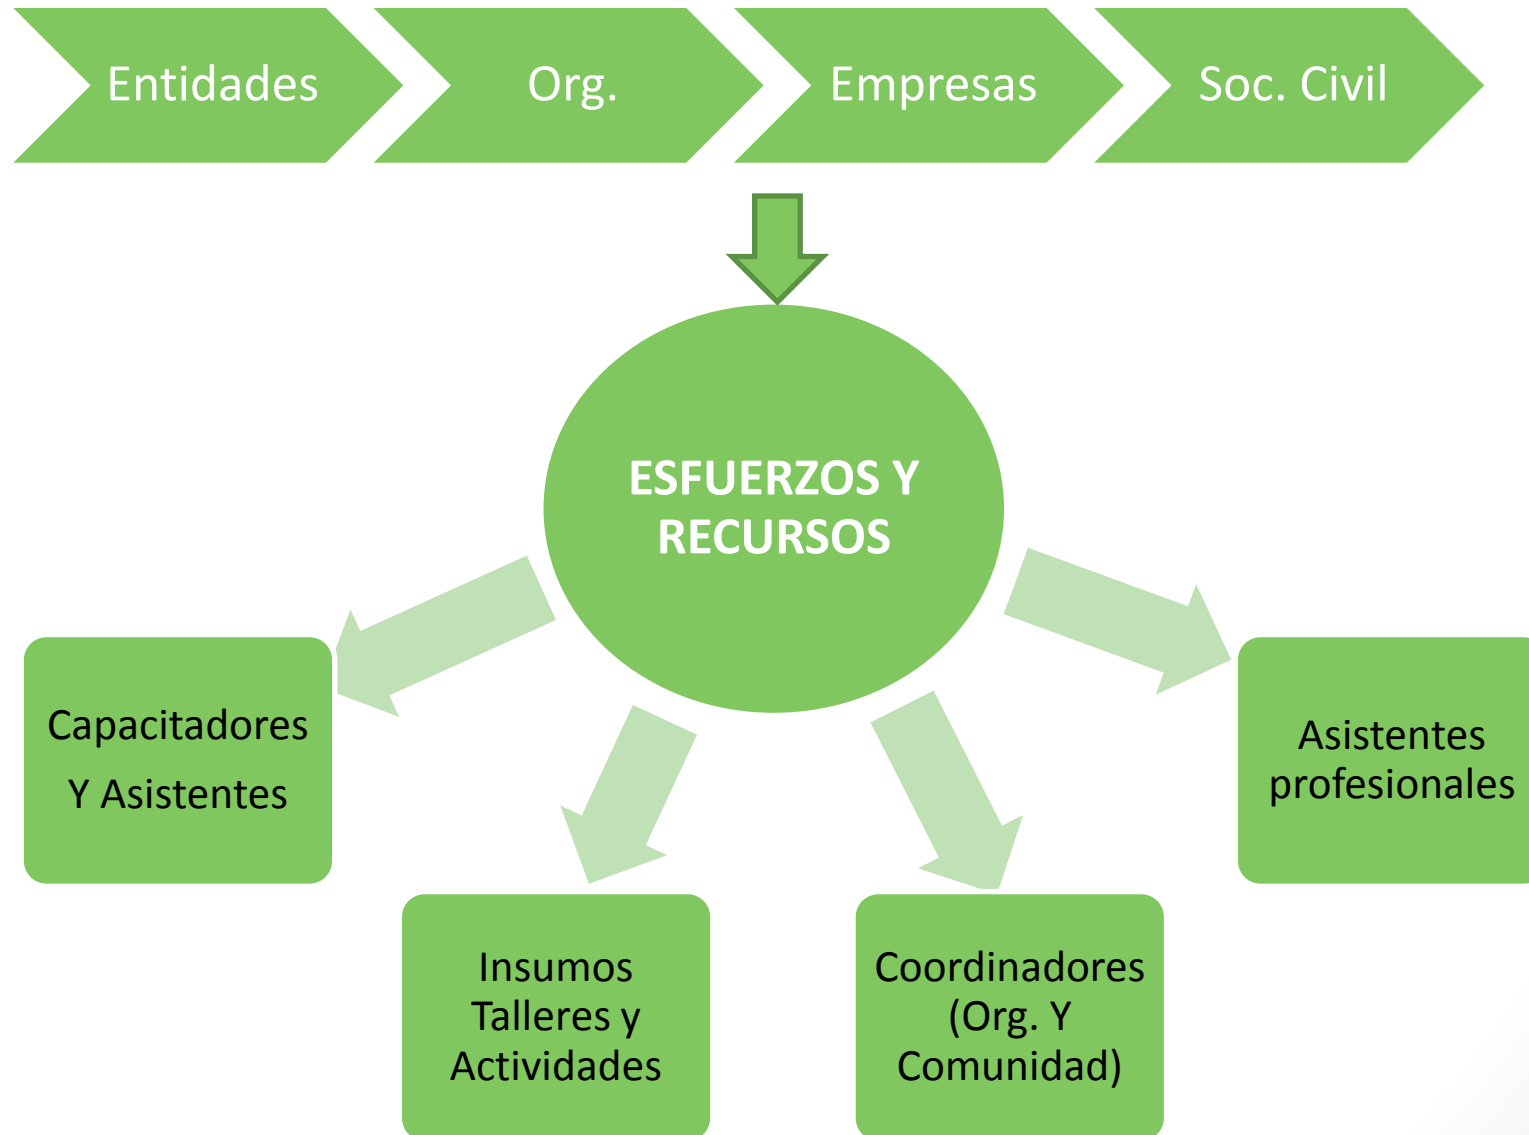 Entidades
Org.
Empresas
Soc. Civil
ESFUERZOS Y
RECURSOS
Capacitadores
Y Asistentes
Insumos
Talleres y
Actividades
Coordinadores
(Org. Y
Comunidad)
Asistentes
profesionales